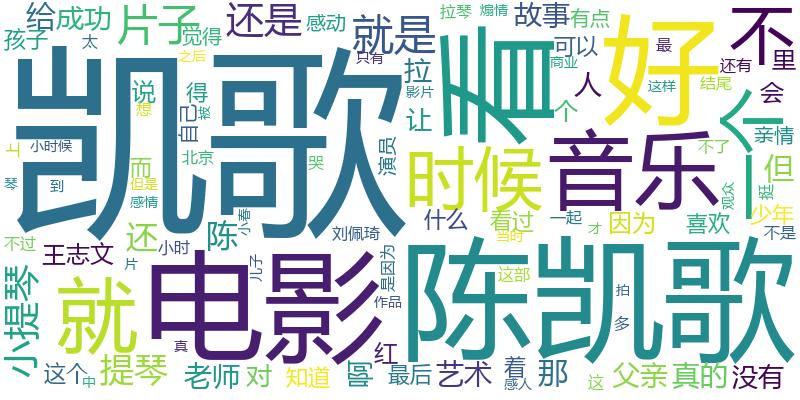 给
成功
片子
还是
感动
拉琴
煽情
故事
有点
不
里
孩子
太
觉得
之后
就是
只有
拉
影片
可以
商业
最
还有
会
凯歌
看
好
人
这样
结尾
一个
说
想
得
被
自己
让
个
上
小时候
而
北京
演员
时候
音乐
不了
亲情
但
琴
到
但是
感情
哭
观众
挺
少年
不过
王志文
还
小时
陈
小春
刘佩琦
什么
看过
一起
才
因为
喜欢
不是
当时
片
儿子
是因为
小提琴
就
电影
作品
陈凯歌
这部
拍
多
真
红
这个
中
提琴
老师
对
知道
啊
最后
艺术
着
感人
那
这
父亲
真的
没有